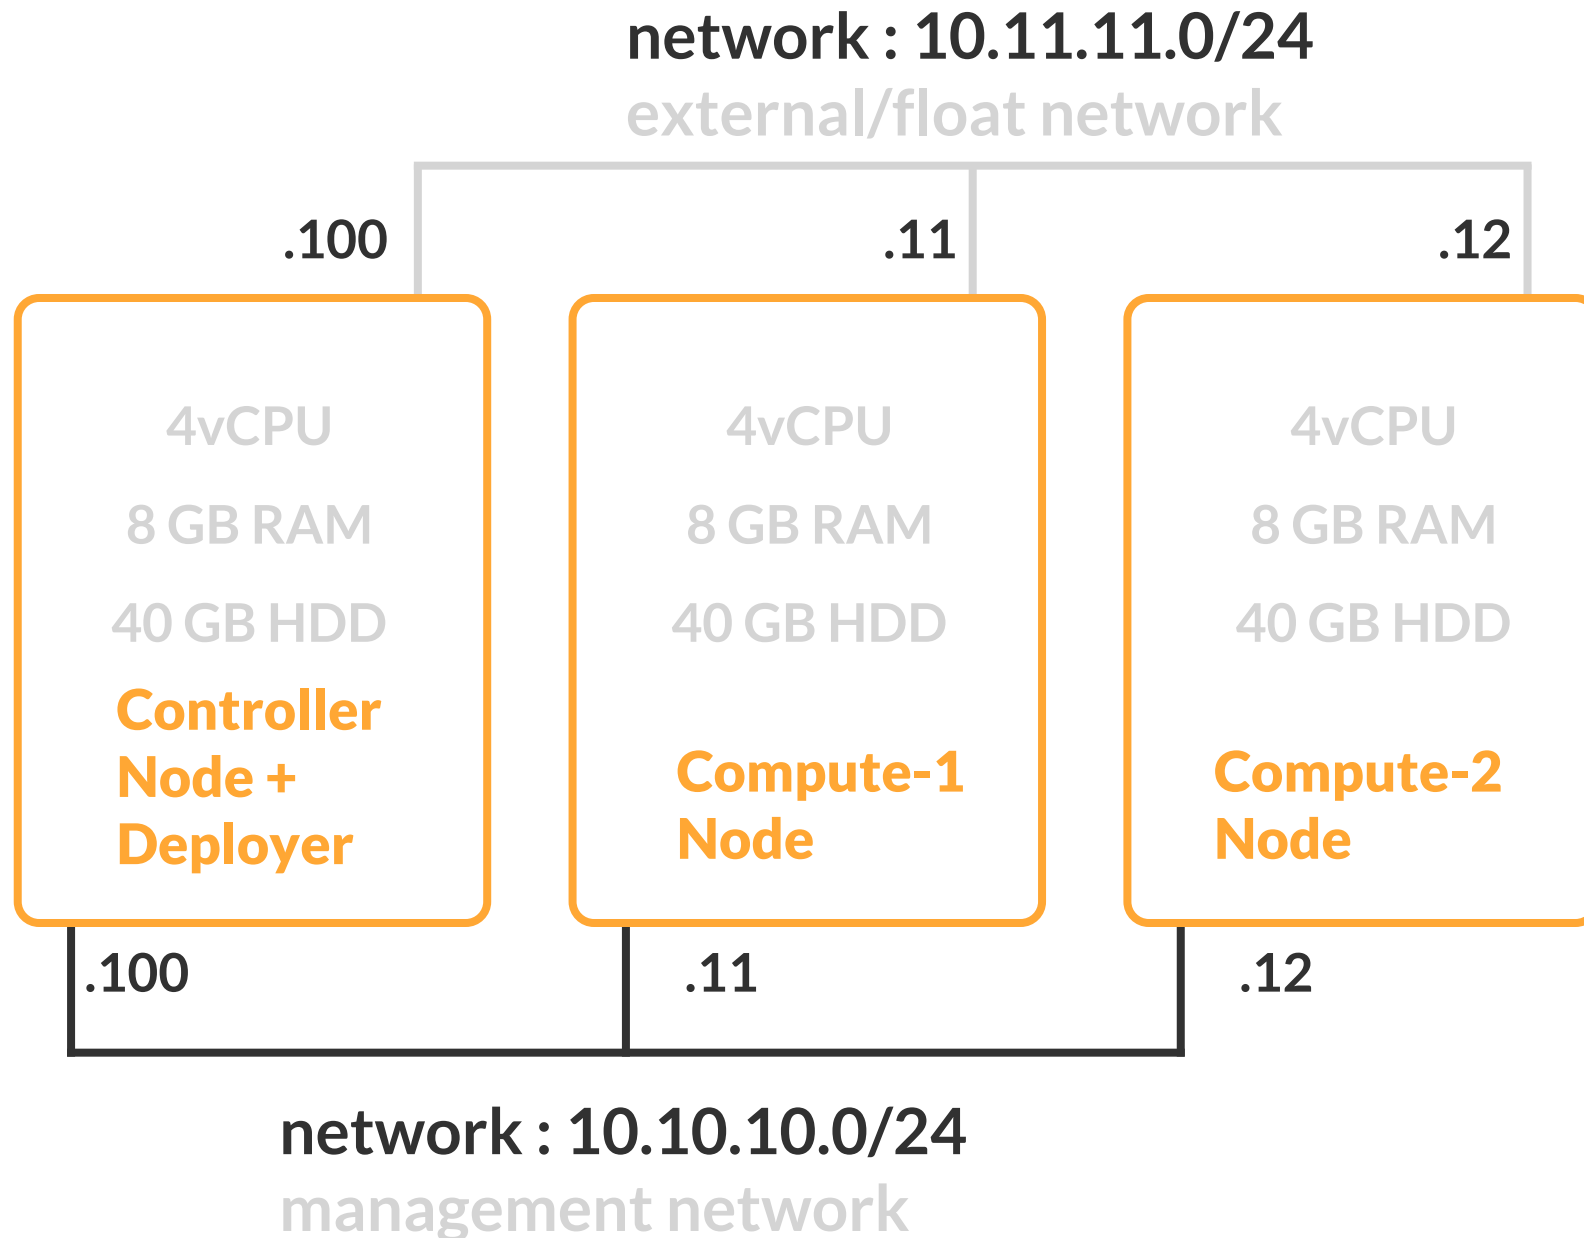 network : 10.11.11.0/24
external/float network
.100
.11
.12
4vCPU
8 GB RAM
40 GB HDD
Controller
Node +
Deployer
4vCPU
8 GB RAM
40 GB HDD
Compute-1
Node
4vCPU
8 GB RAM
40 GB HDD
Compute-2
Node
.100
.11
.12
network : 10.10.10.0/24
management network